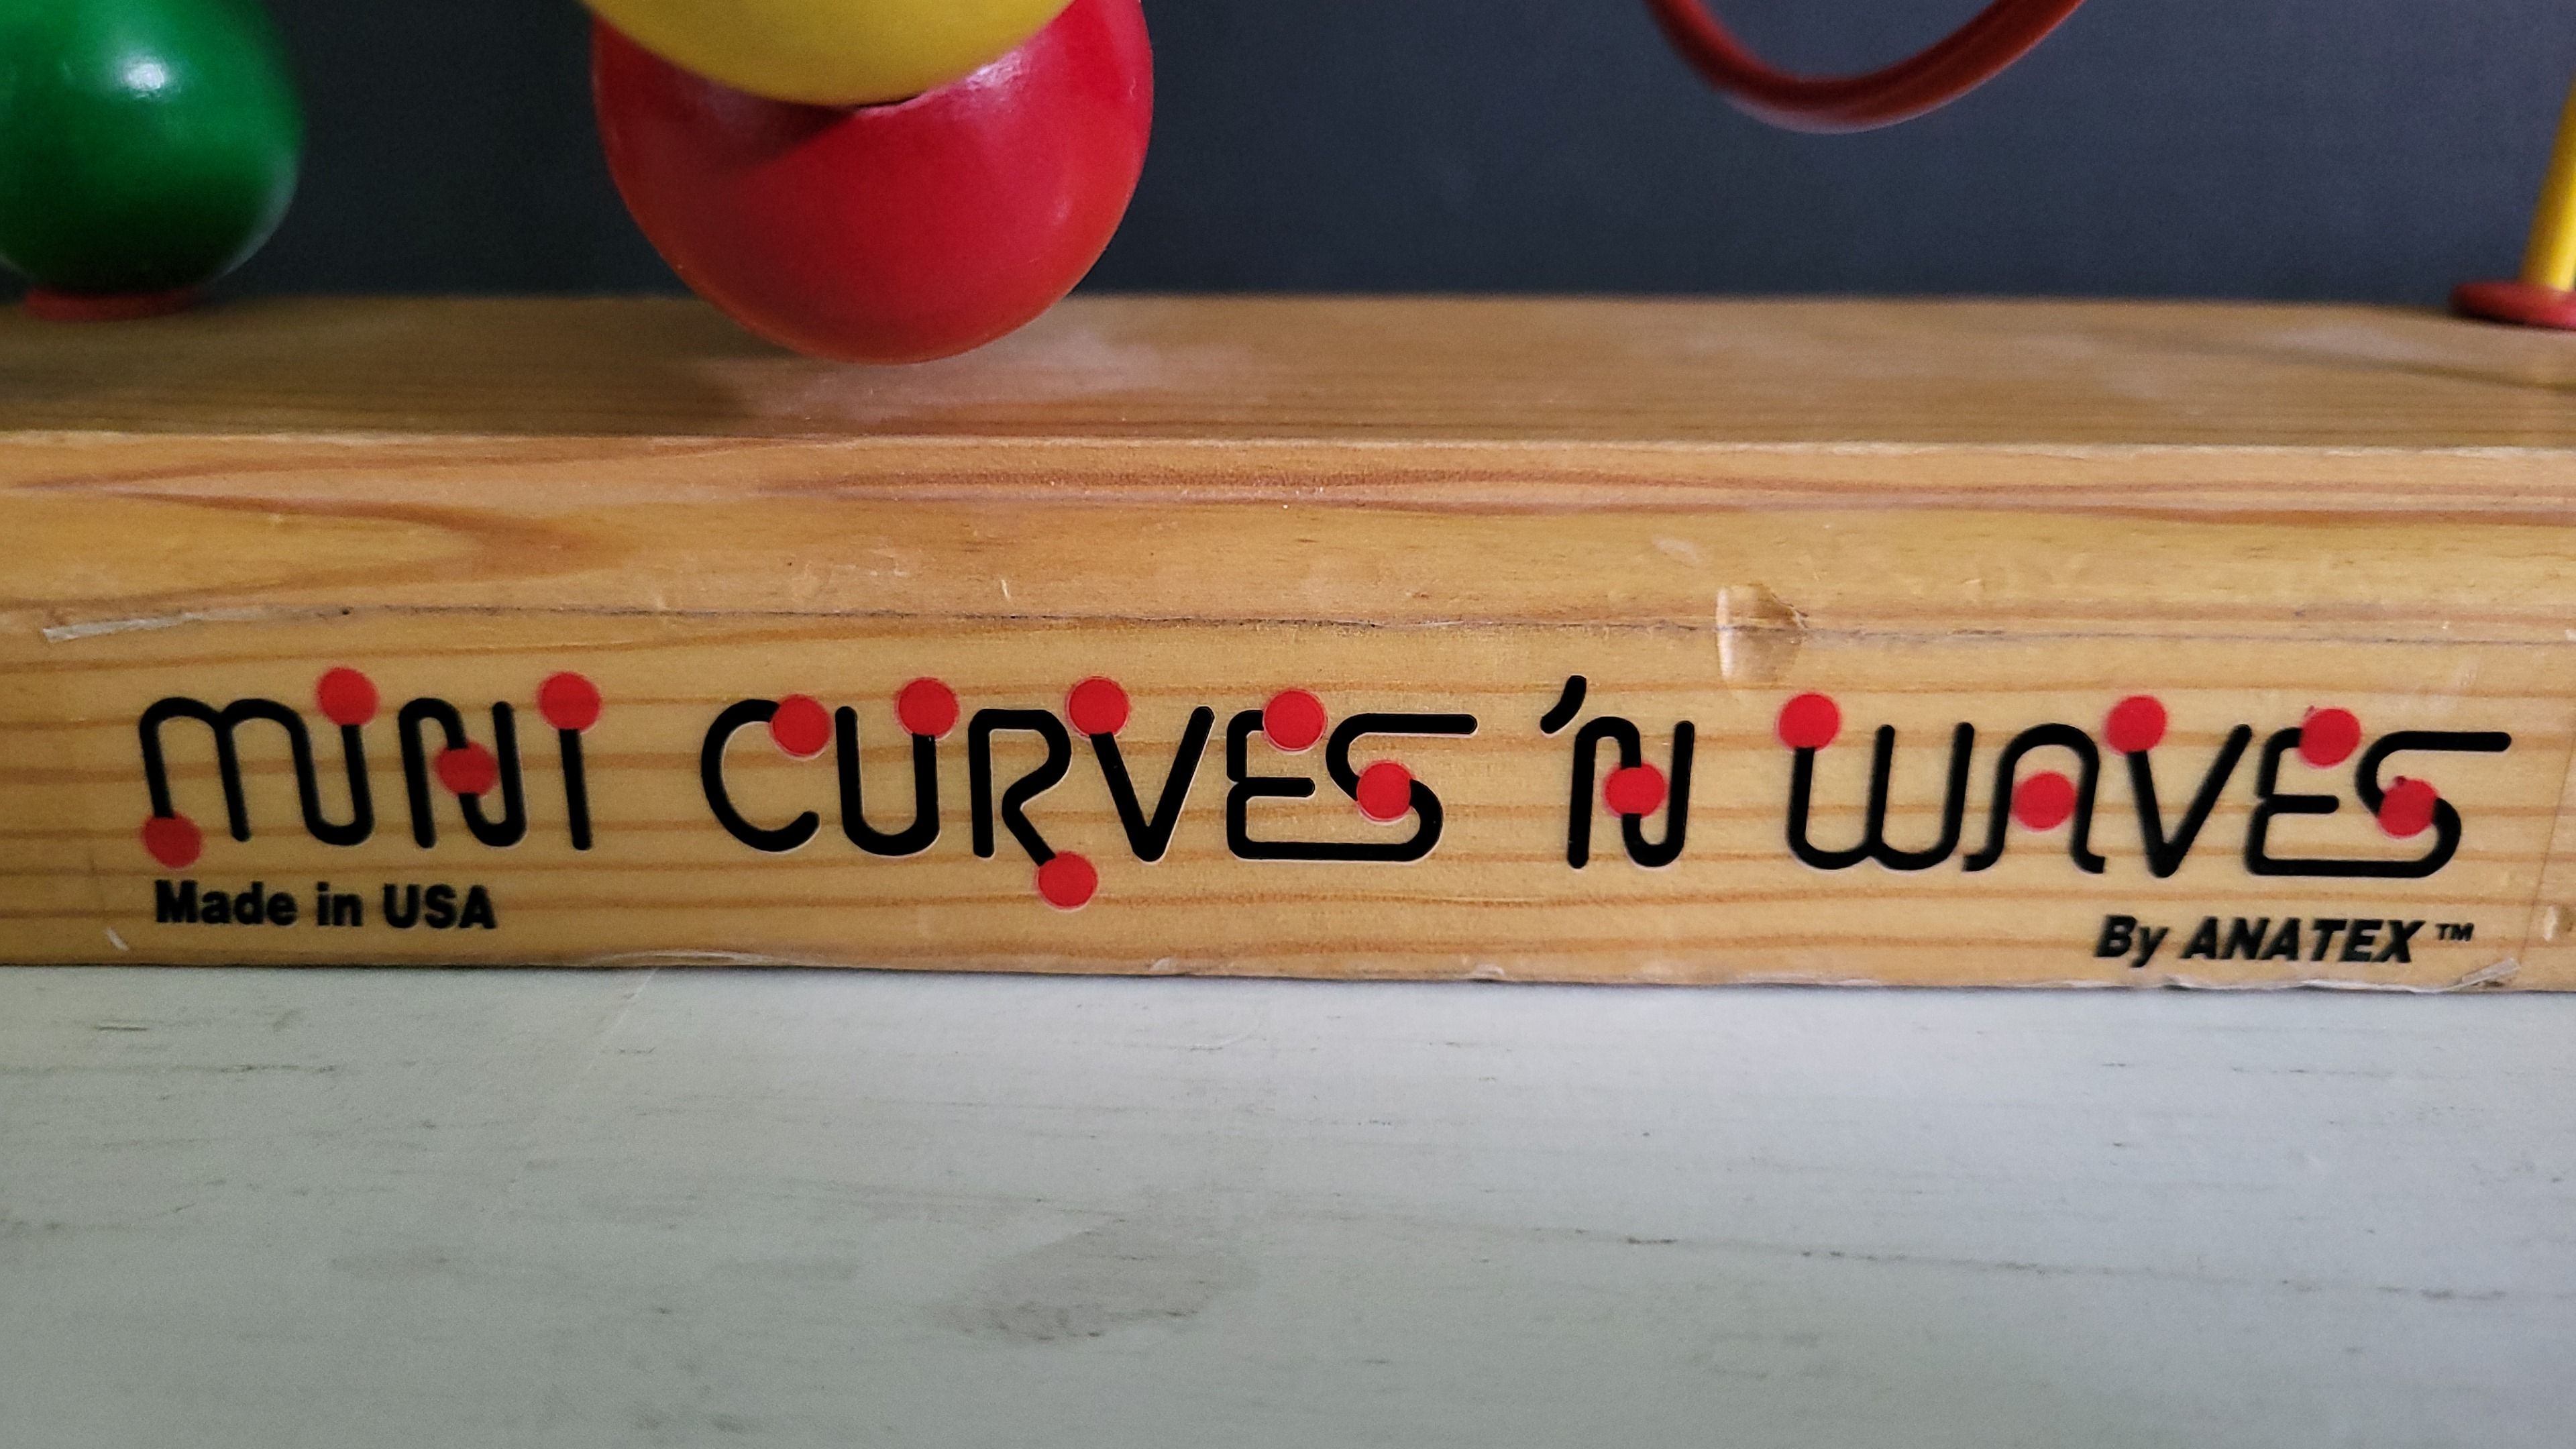 MINI CURVES 'N WAVES
Made in USA
By ANATEX™